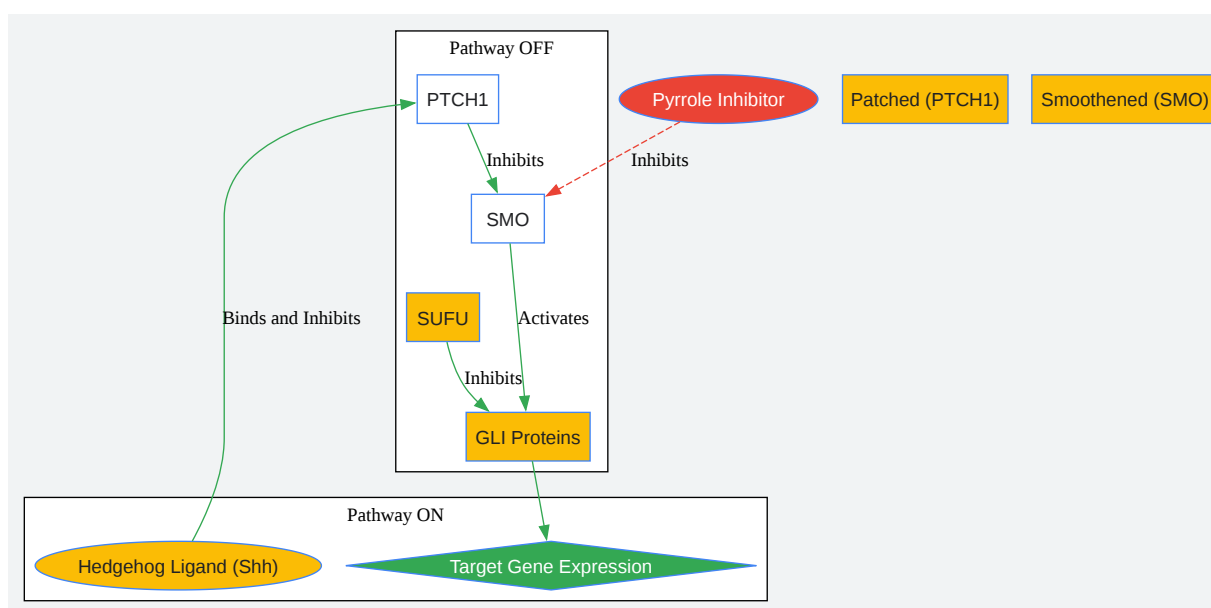 Pathway OFF
PTCH1
Pyrrole Inhibitor
Patched (PTCH1)
Smoothened (SMO)
Inhibits
Inhibits
SMO
SUFU
Binds and Inhibits
Activates
Inhibits
GLI Proteins
Pathway ON
Hedgehog Ligand (Shh)
Target Gene Expression